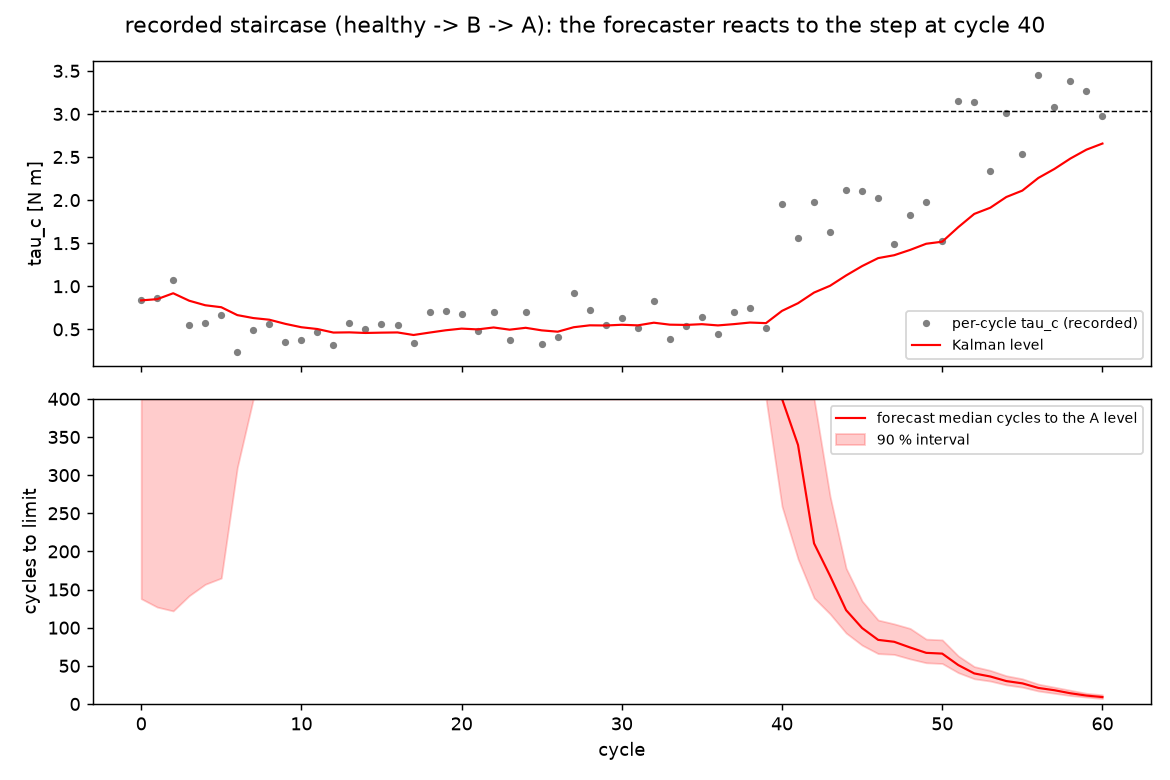 recorded staircase (healthy -> B -> A): the forecaster reacts to the step at cycle 40
3.5
3.0
2.5
2.0
1.5
1.0
0.5
tau_c [N m]
per-cycle tau_c (recorded)
Kalman level
400
350
300
250
200
150
100
50
0
cycles to limit
forecast median cycles to the A level
90 % interval
0 10 20 30 40 50 60
cycle